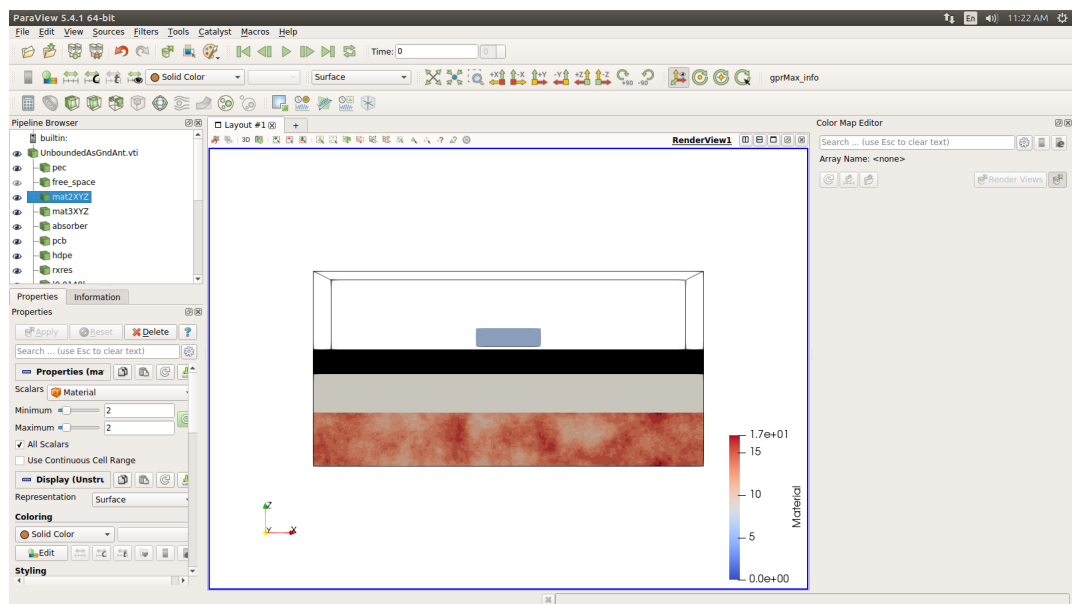 ParaView 5.4.1 64-bit
En
11:22 AM
File Edit View Sources Filters Tools Catalyst Macros Help
Time: 0
0
Solid Color
Surface
+X -X +Y -Y +Z -Z
+90 -90
gprMax_info
Pipeline Browser
Layout #1
+
Color Map Editor
builtin:
3D
RenderView1
Search ... (use Esc to clear text)
UnboundedAsGndAnt.vti
Array Name: <none>
pec
free_space
Render Views
mat2XYZ
mat3XYZ
absorber
pcb
hdpe
rxres
Properties Information
Properties
Apply Reset Delete ?
Search ... (use Esc to clear text)
Properties (ma
Scalars Material
Minimum 2
Maximum 2
All Scalars
Use Continuous Cell Range
Display (Unstru
Representation Surface
Coloring
Solid Color
Edit
Styling
1.7e+01
15
10
5
0.0e+00
Material
Z
Y X